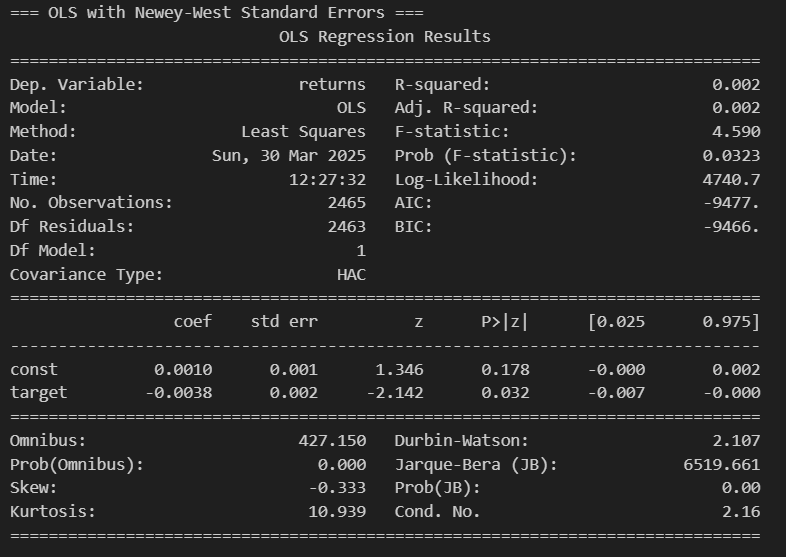 === OLS with Newey-West Standard Errors ===
                            OLS Regression Results
==============================================================================
Dep. Variable:                returns   R-squared:                       0.002
Model:                            OLS   Adj. R-squared:                  0.002
Method:                 Least Squares   F-statistic:                     4.590
Date:                Sun, 30 Mar 2025   Prob (F-statistic):             0.0323
Time:                        12:27:32   Log-Likelihood:                 4740.7
No. Observations:                2465   AIC:                            -9477.
Df Residuals:                    2463   BIC:                            -9466.
Df Model:                           1
Covariance Type:                  HAC
==============================================================================
                 coef    std err          z      P>|z|      [0.025      0.975]
------------------------------------------------------------------------------
const          0.0010      0.001      1.346      0.178      -0.000       0.002
target        -0.0038      0.002     -2.142      0.032      -0.007      -0.000
==============================================================================
Omnibus:                      427.150   Durbin-Watson:                   2.107
Prob(Omnibus):                  0.000   Jarque-Bera (JB):             6519.661
Skew:                          -0.333   Prob(JB):                         0.00
Kurtosis:                      10.939   Cond. No.                         2.16
==============================================================================